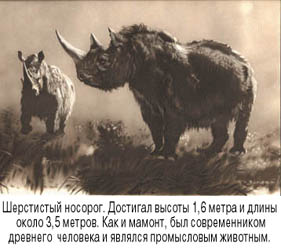 Шерстистый носорог. Достигал высоты 1,6 метра и длины
около 3,5 метров. Как и мамонт, был современником
древнего человека и являлся промысловым животным.